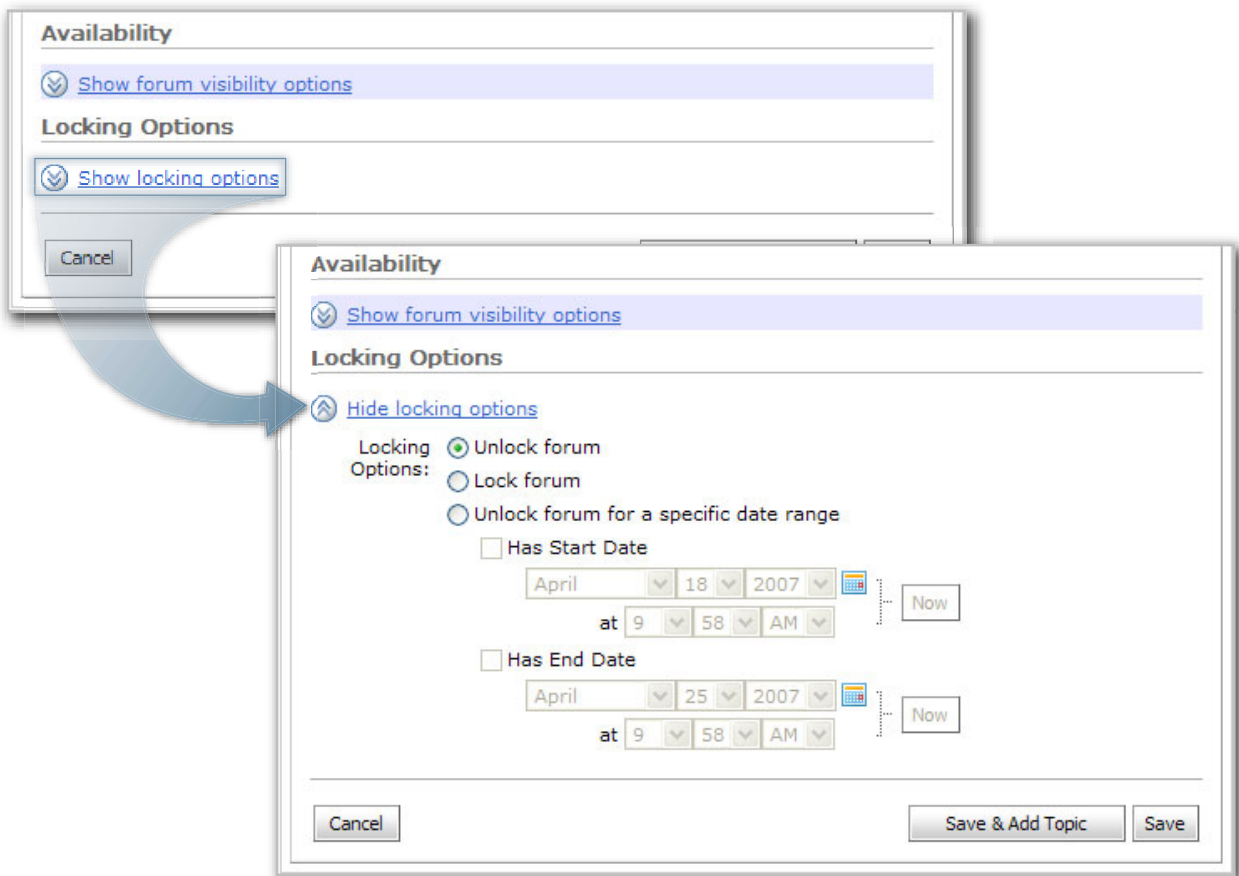 Availability
Show forum visibility options
Locking Options
Show locking options
Cancel
Availability
Show forum visibility options
Locking Options
Hide locking options
Locking Options:
Unlock forum
Lock forum
Unlock forum for a specific date range
Has Start Date
April 18 2007
Now
at 9 58 AM
Has End Date
April 25 2007
Now
at 9 58 AM
Cancel Save & Add Topic Save